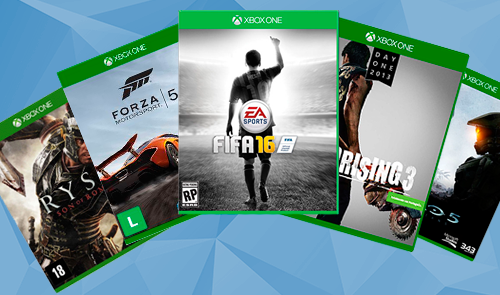 XBOX ONE
RYS
18
XBOX ONE
FORZA
MOTORSPORT 5
L
XBOX ONE
EA
SPORTS
FIFA 16
FIFA
RP
XBOX ONE
DAY
ONE
2013
RISING 3
XBOX ONE
5
343